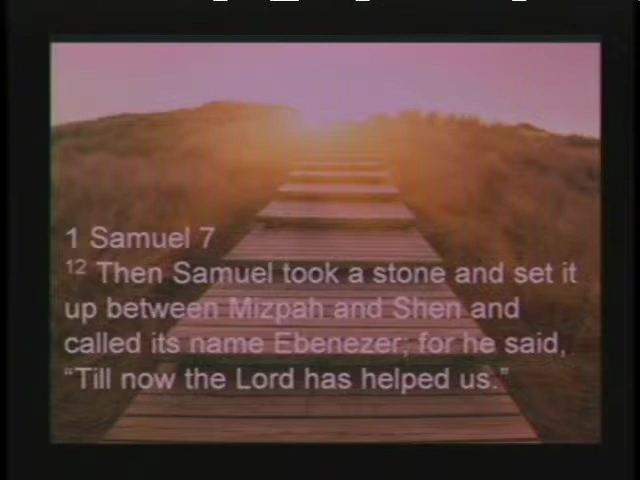 1 Samuel 7
12 Then Samuel took a stone and set it
up between Mizpah and Shen and
called its name Ebenezer; for he said,
“Till now the Lord has helped us.”